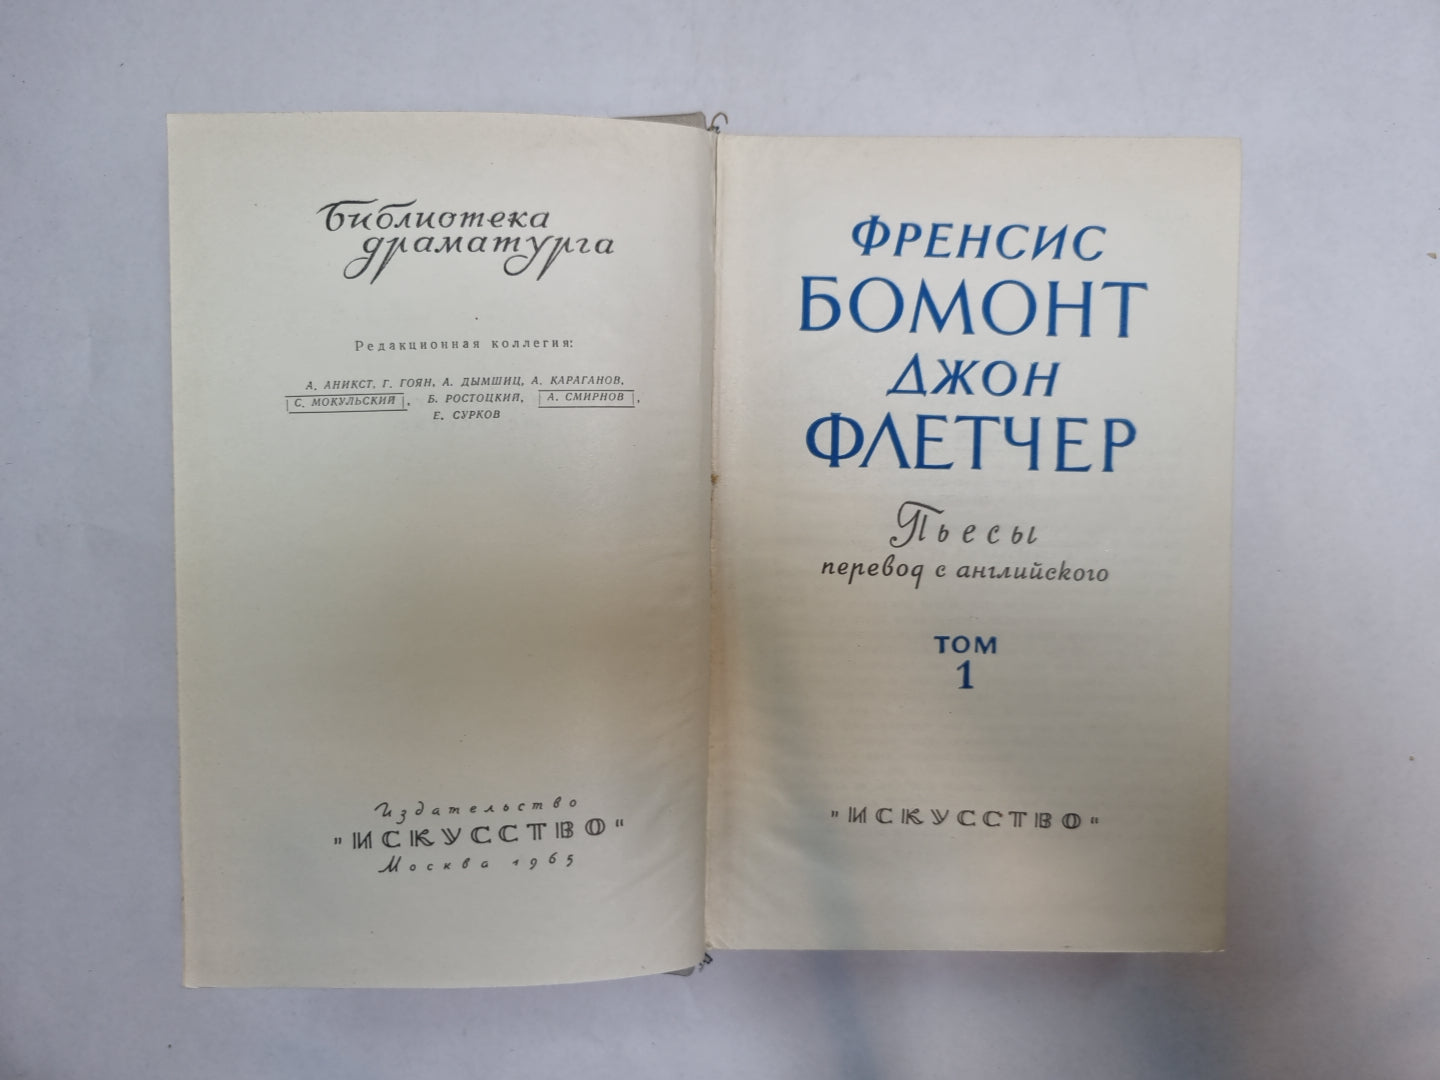 Библиотека
драматурга
Редакционная коллегия:
А. АНИКСТ, Г. ГОЯН, А. ДЫМШИЦ, А. КАРАГАНОВ,
С. МОКУЛЬСКИЙ, Б. РОСТОЦКИЙ, А. СМИРНОВ,
Е. СУРКОВ
Издательство
"ИСКУССТВО"
Москва 1965
ФРЕНСИС
БОМОНТ
ДЖОН
ФЛЕТЧЕР
Пьесы
перевод с английского
ТОМ
1
"ИСКУССТВО"